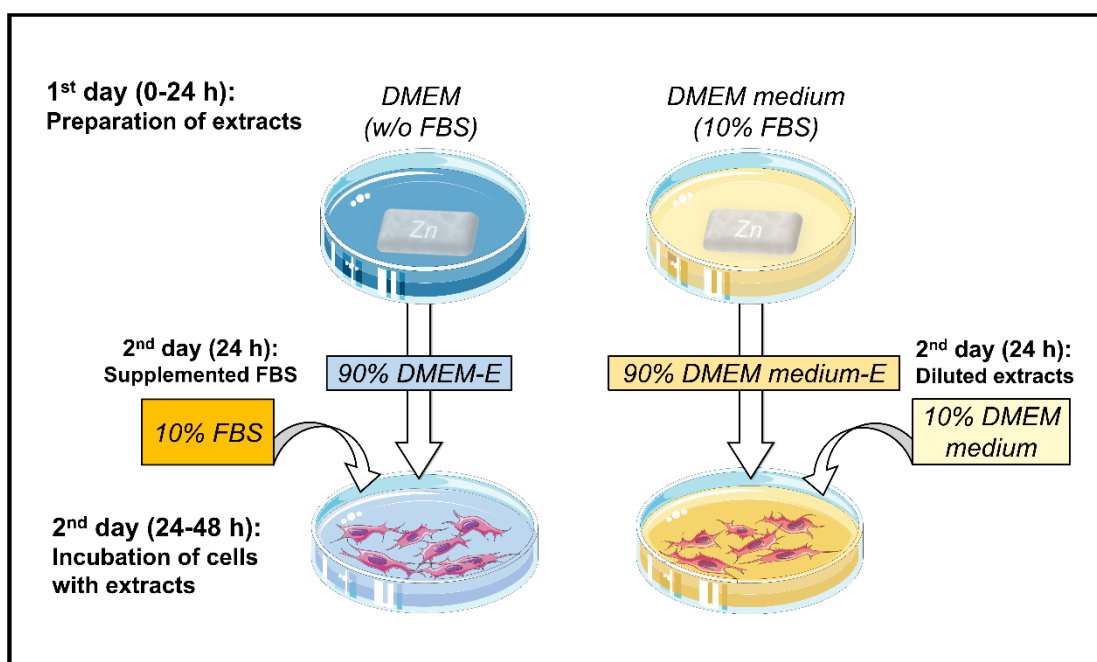 1st day (0-24 h):
Preparation of extracts
DMEM
(w/o FBS)
DMEM medium
(10% FBS)
Zn
Zn
2nd day (24 h):
Supplemented FBS
90% DMEM-E
90% DMEM medium-E
2nd day (24 h):
Diluted extracts
10% FBS
10% DMEM
medium
2nd day (24-48 h):
Incubation of cells
with extracts